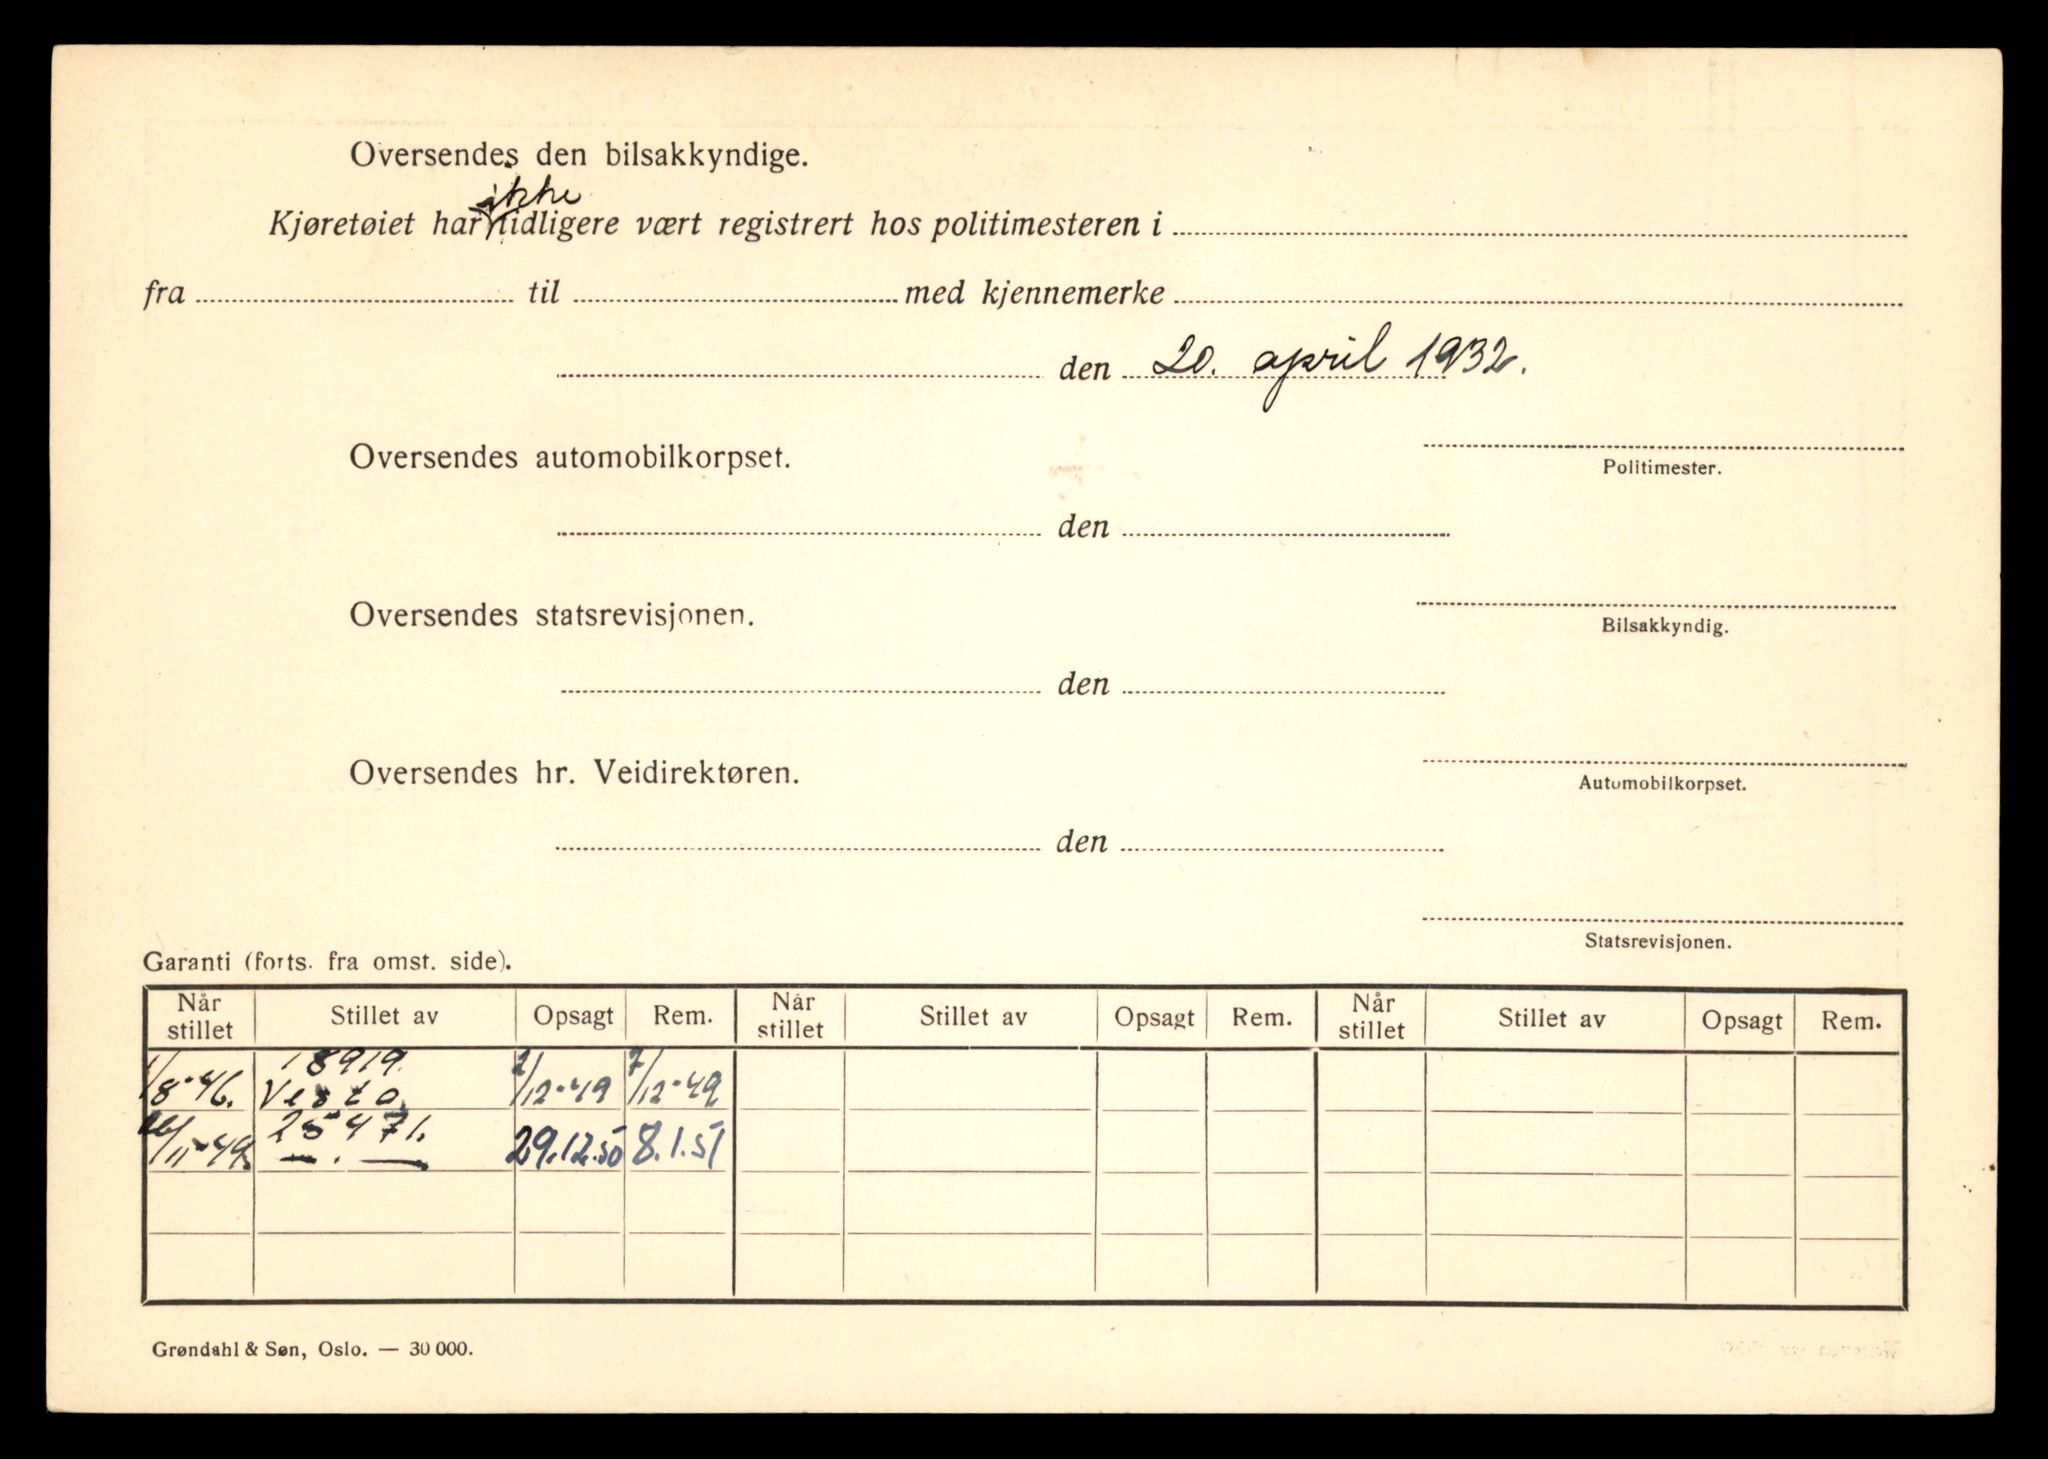 Oversendes den bilsakkyndige.
ikke
Kjøretøiet har tidligere vært registrert hos politimesteren i
fra til med kjennemerke
den 20. april 1932.
Oversendes automobilkorpset.
Politimester.
den
Oversendes statsrevisjonen.
Bilsakkyndig.
den
Oversendes hr. Veidirektøren.
Automobilkorpset.
den
Statsrevisjonen.
Garanti (forts. fra omst. side).
Når stillet Stillet av Opsagt Rem. Når stillet Stillet av Opsagt Rem. Når stillet Stillet av Opsagt Rem.
18919.
1/8-46. Vesta 2/12-49 7/12-49
25471.
/11-49 — . — 29.12.50 8.1.51
Grøndahl & Søn, Oslo. — 30 000.